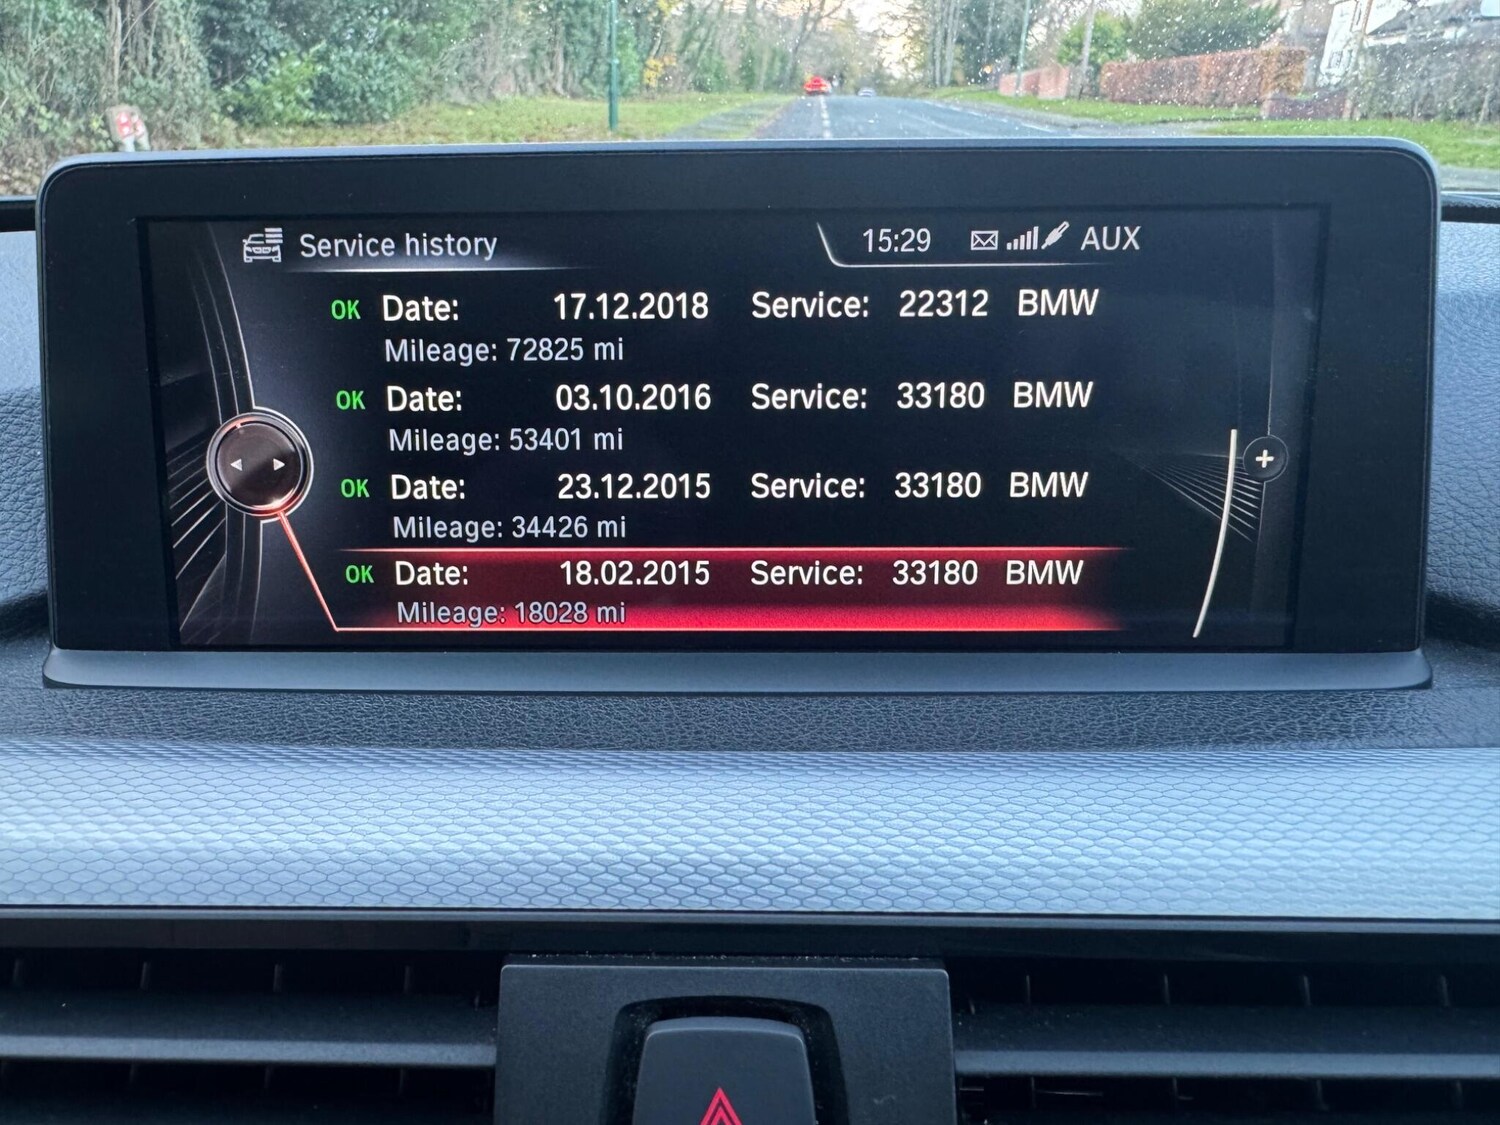 Service history 15:29 AUX
OK Date: 17.12.2018 Service: 22312 BMW
Mileage: 72825 mi
OK Date: 03.10.2016 Service: 33180 BMW
Mileage: 53401 mi
OK Date: 23.12.2015 Service: 33180 BMW
Mileage: 34426 mi
OK Date: 18.02.2015 Service: 33180 BMW
Mileage: 18028 mi